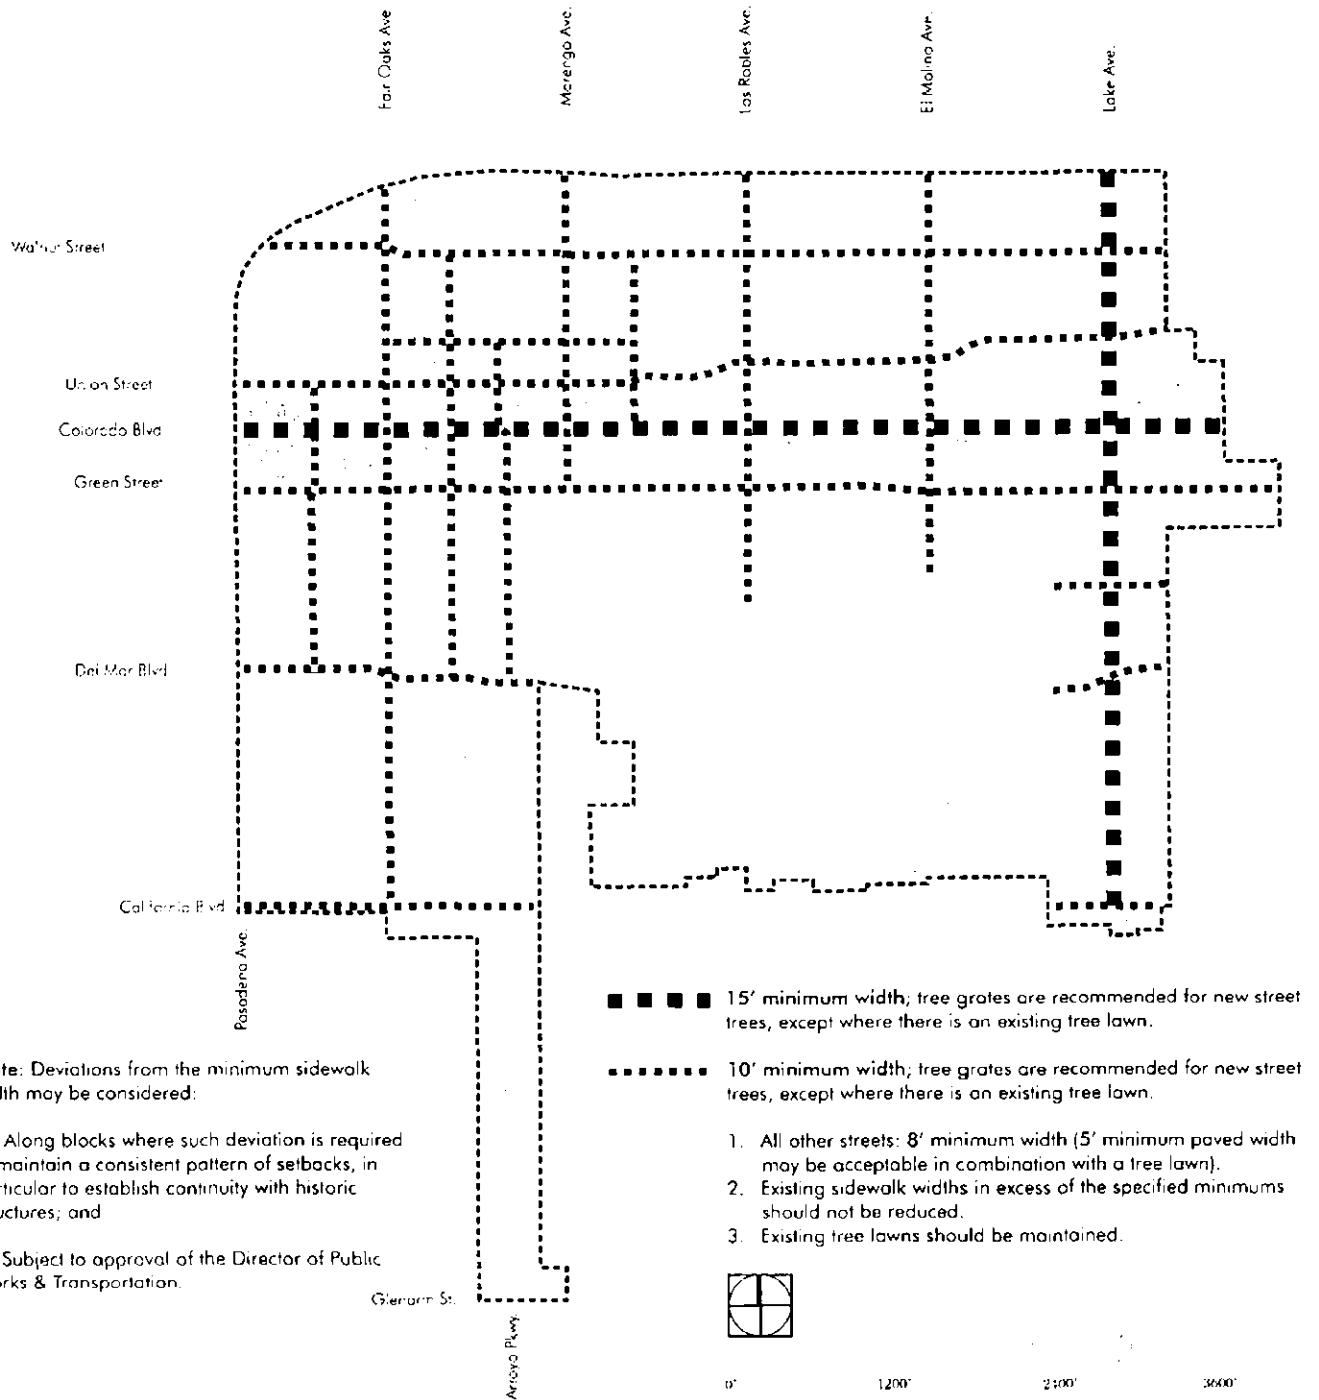 Fair Oaks Ave.
Marengo Ave.
Los Robles Ave.
El Molino Ave.
Lake Ave.
Walnut Street
Union Street
Colorado Blvd
Green Street
Del Mar Blvd
California Blvd
Pasadena Ave.
15' minimum width; tree grates are recommended for new street
trees, except where there is an existing tree lawn.
te: Deviations from the minimum sidewalk
lth may be considered:
10' minimum width; tree grates are recommended for new street
trees, except where there is an existing tree lawn.
Along blocks where such deviation is required
maintain a consistent pattern of setbacks, in
rticular to establish continuity with historic
uctures; and
Subject to approval of the Director of Public
orks & Transportation.
1. All other streets: 8' minimum width (5' minimum paved width
may be acceptable in combination with a tree lawn).
2. Existing sidewalk widths in excess of the specified minimums
should not be reduced.
3. Existing tree lawns should be maintained.
Glenarm St.
Arroyo Pkwy.
0' 1200' 2400' 3600'